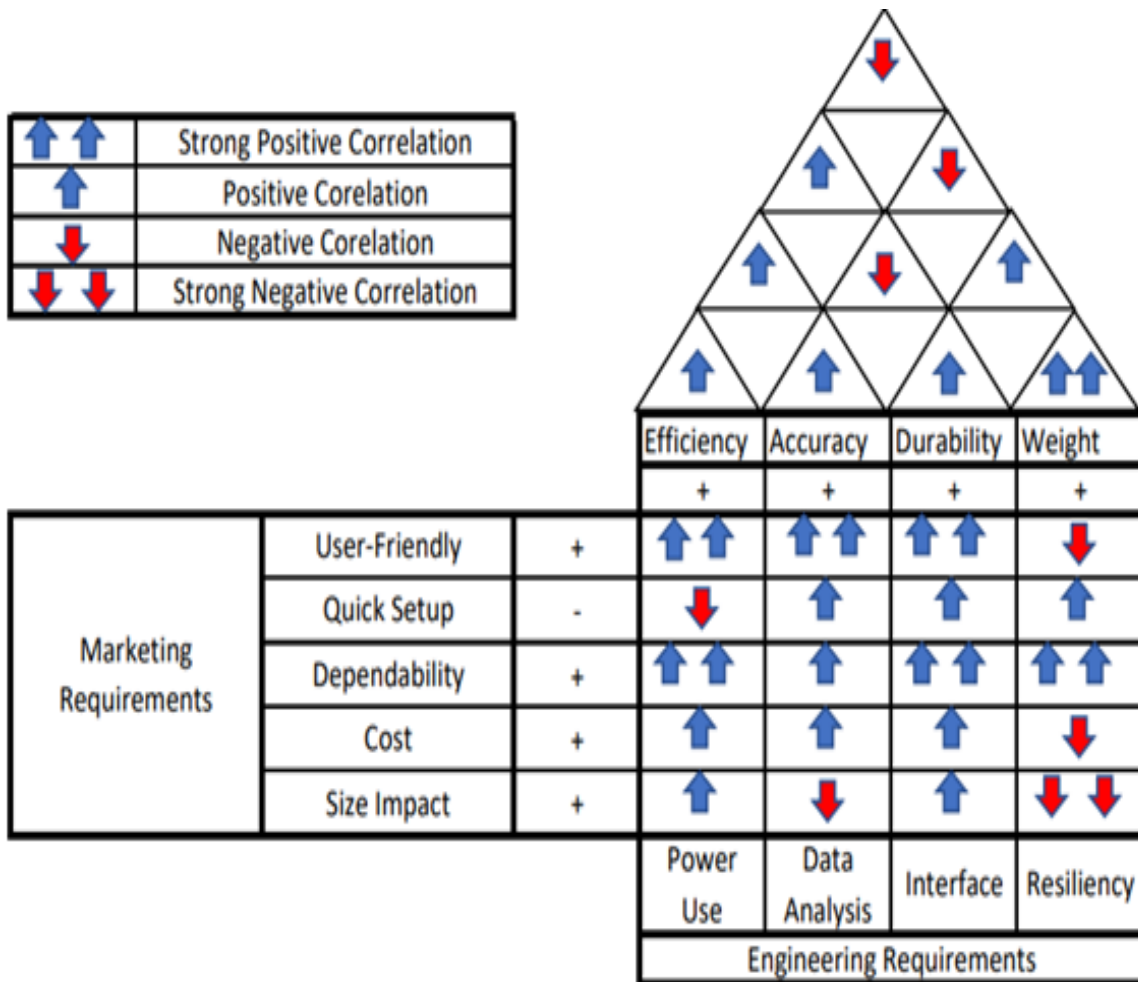 Strong Positive Correlation
Positive Corelation
Negative Corelation
Strong Negative Correlation
Efficiency Accuracy Durability Weight
+ + + +
User-Friendly +
Quick Setup -
Marketing
Requirements
Dependability +
Cost +
Size Impact +
Power
Use
Data
Analysis
Interface
Resiliency
Engineering Requirements